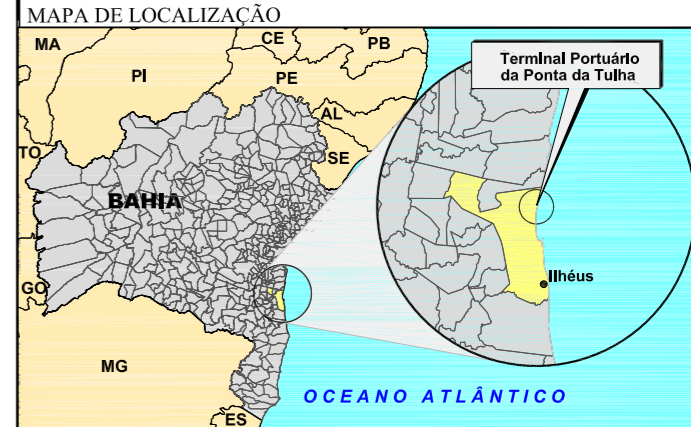 MAPA DE LOCALIZAÇÃO
MA
CE
PB
PI
PE
Terminal Portuário
da Ponta da Tulha
AL
TO
SE
BAHIA
GO
Ilhéus
MG
OCEANO ATLÂNTICO
ES